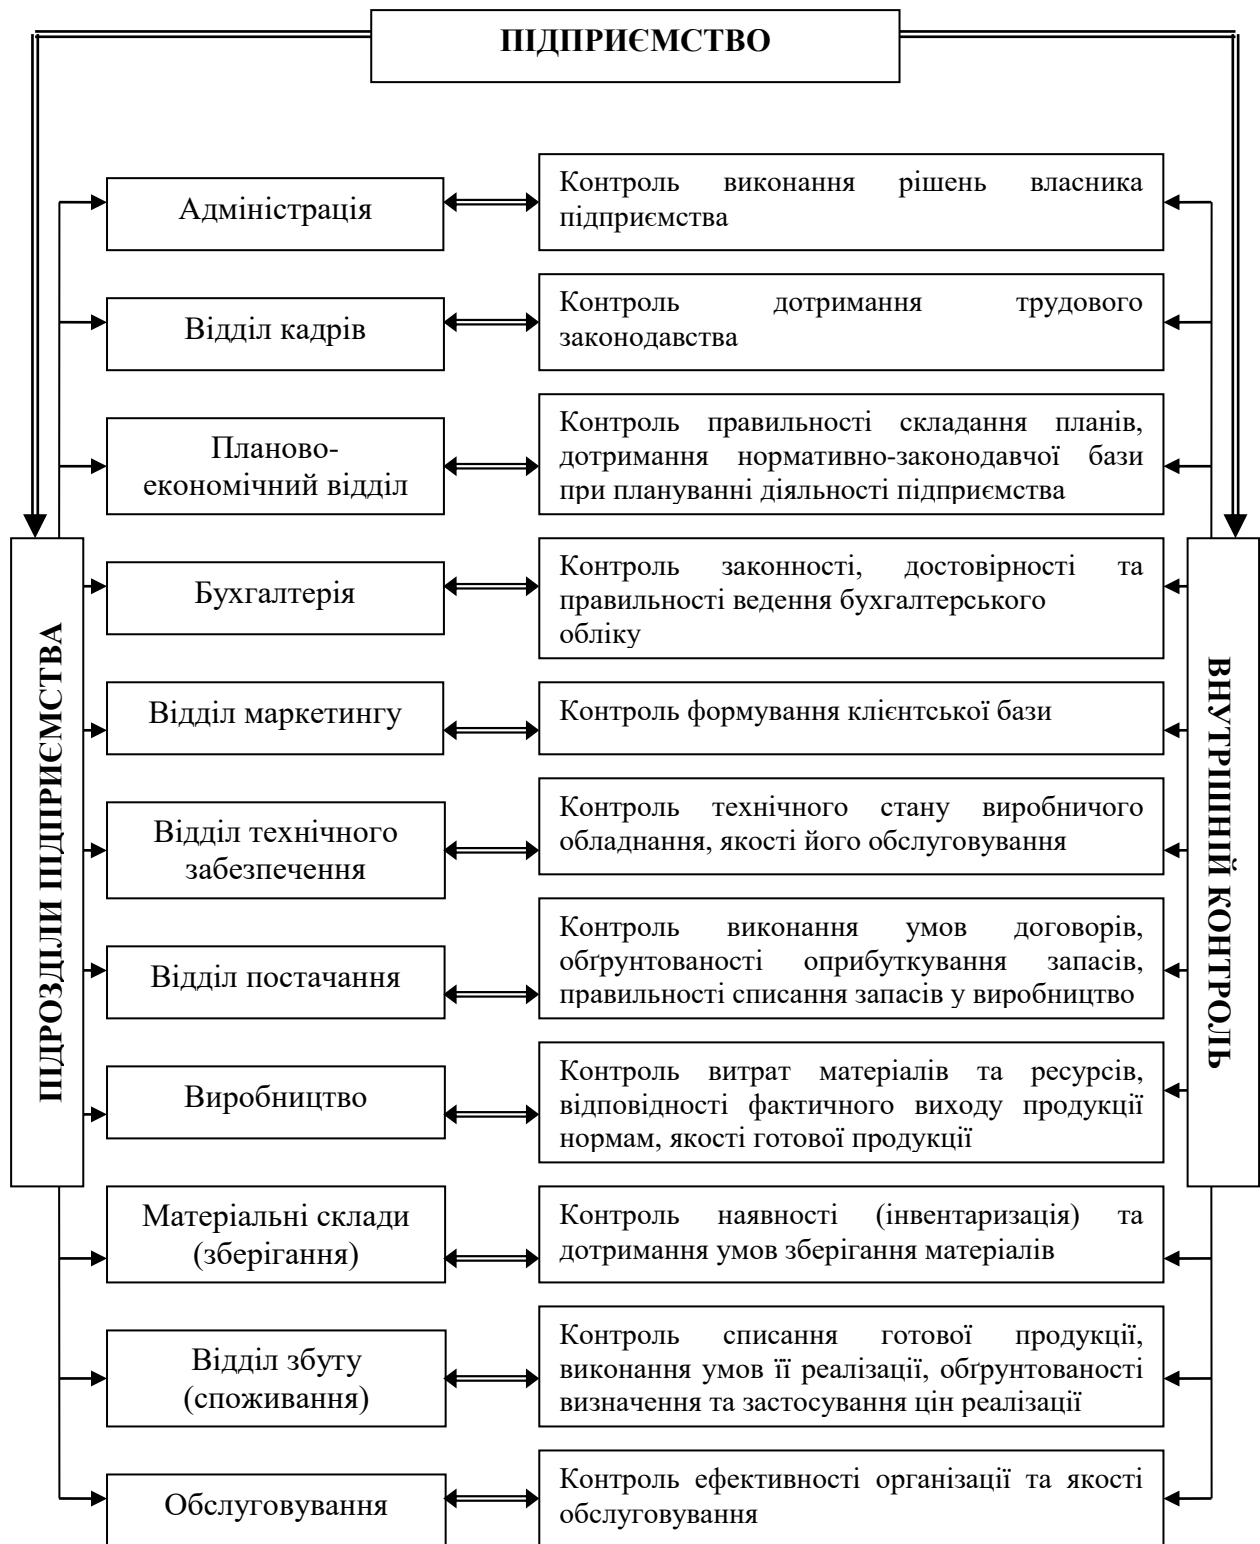 ПІДПРИЄМСТВО
ПІДРОЗДІЛИ ПІДПРИЄМСТВА
Адміністрація
Контроль виконання рішень власника
підприємства
Відділ кадрів
Контроль дотримання трудового
законодавства
Планово-
економічний відділ
Контроль правильності складання планів,
дотримання нормативно-законодавчої бази
при плануванні діяльності підприємства
Бухгалтерія
Контроль законності, достовірності та
правильності ведення бухгалтерського
обліку
Відділ маркетингу
Контроль формування клієнтської бази
Відділ технічного
забезпечення
Контроль технічного стану виробничого
обладнання, якості його обслуговування
Відділ постачання
Контроль виконання умов договорів,
обґрунтованості оприбуткування запасів,
правильності списання запасів у виробництво
Виробництво
Контроль витрат матеріалів та ресурсів,
відповідності фактичного виходу продукції
нормам, якості готової продукції
Матеріальні склади
(зберігання)
Контроль наявності (інвентаризація) та
дотримання умов зберігання матеріалів
Відділ збуту
(споживання)
Контроль списання готової продукції,
виконання умов її реалізації, обґрунтованості
визначення та застосування цін реалізації
Обслуговування
Контроль ефективності організації та якості
обслуговування
ВНУТРІШНІЙ КОНТРОЛЬ